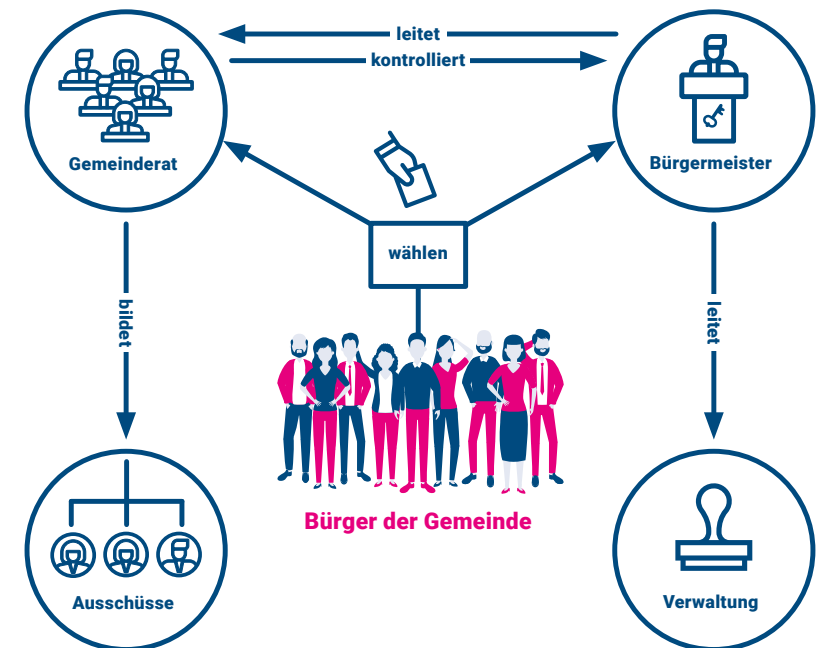 leitet
kontrolliert
Gemeinderat
Bürgermeister
wählen
bildet
leitet
Bürger der Gemeinde
Ausschüsse
Verwaltung